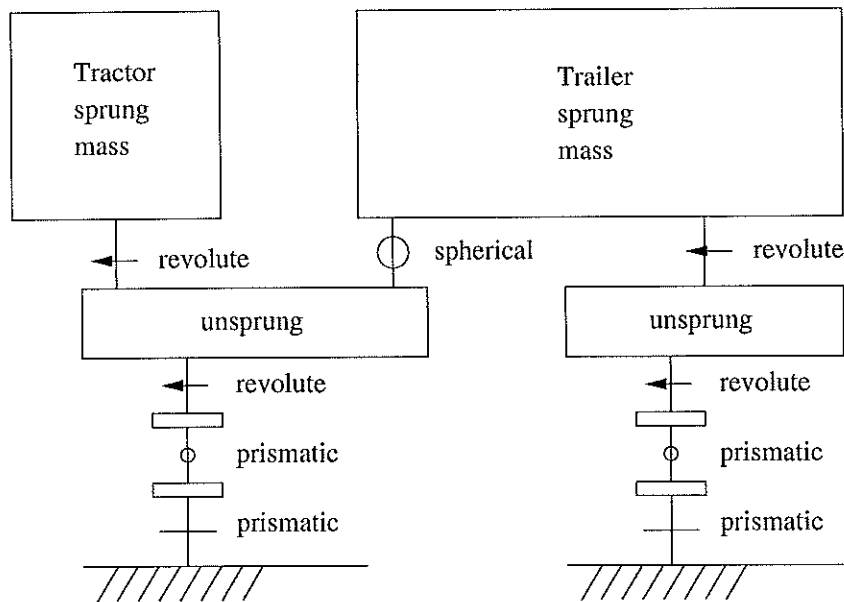 Tractor
sprung
mass
Trailer
sprung
mass
revolute
spherical
revolute
unsprung
unsprung
revolute
revolute
prismatic
prismatic
prismatic
prismatic